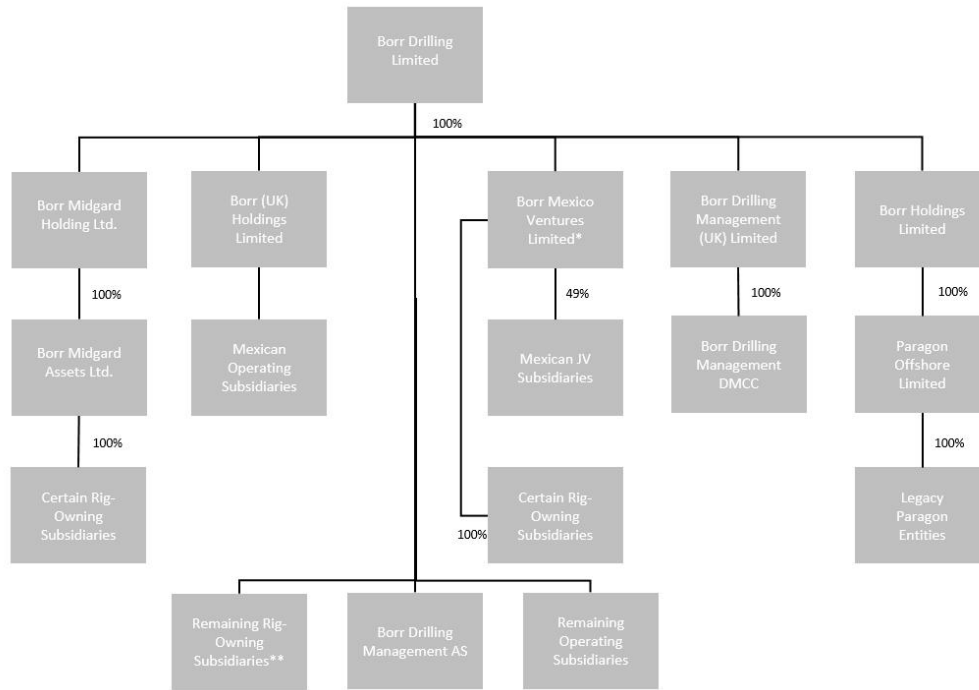 Borr Drilling
Limited
100%
Borr Midgard
Holding Ltd.
Borr (UK)
Holdings
Limited
Borr Mexico
Ventures
Limited*
Borr Drilling
Management
(UK) Limited
Borr Holdings
Limited
100%
49%
100%
100%
Borr Midgard
Assets Ltd.
Mexican
Operating
Subsidiaries
Mexican JV
Subsidiaries
Borr Drilling
Management
DMCC
Paragon
Offshore
Limited
100%
100%
Certain Rig-
Owning
Subsidiaries
100%
Certain Rig-
Owning
Subsidiaries
Legacy
Paragon
Entities
Remaining Rig-
Owning
Subsidiaries**
Borr Drilling
Management AS
Remaining
Operating
Subsidiaries